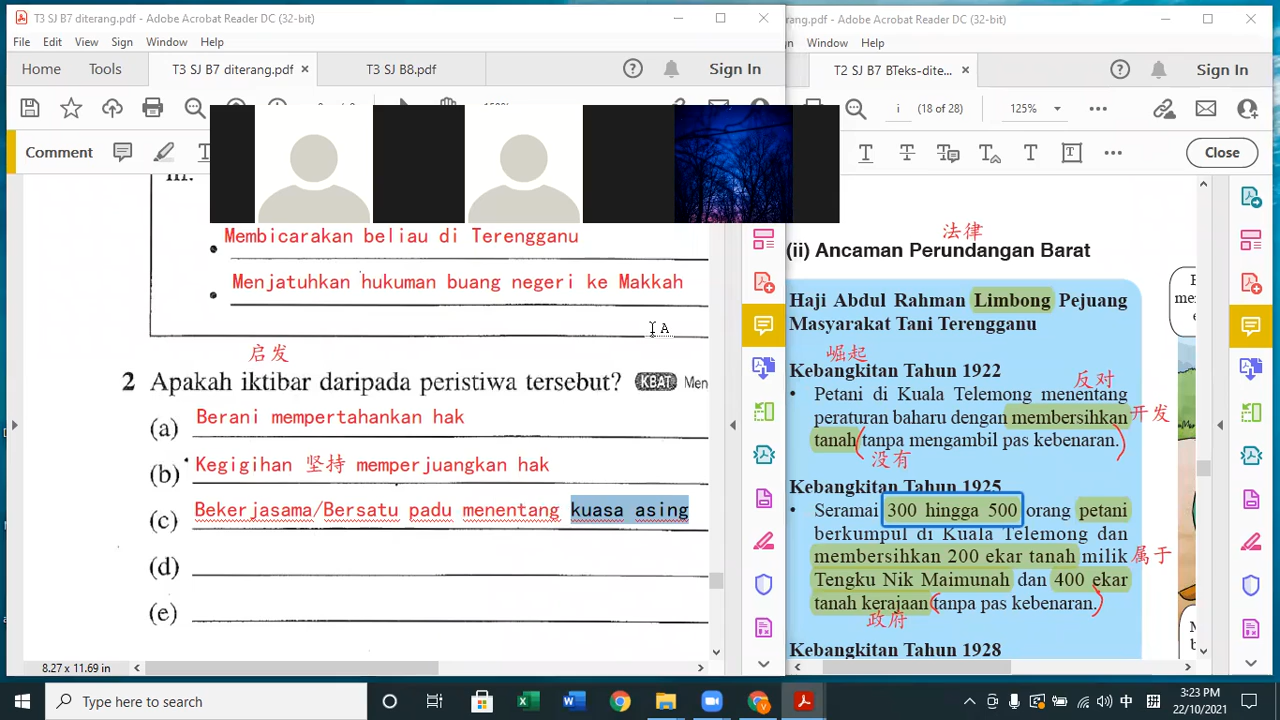 T3 SJ B7 diterang.pdf - Adobe Acrobat Reader DC (32-bit)
File Edit View Sign Window Help
Home Tools T3 SJ B7 diterang.pdf × T3 SJ B8.pdf Sign In
Comment
Membicarakan beliau di Terengganu
Menjatuhkan hukuman buang negeri ke Makkah
启发
2 Apakah iktibar daripada peristiwa tersebut? KBAT Men
(a) Berani mempertahankan hak
(b) Kegigihan 坚持 memperjuangkan hak
(c) Bekerjasama/Bersatu padu menentang kuasa asing
(d)
(e)
8.27 x 11.69 in
rang.pdf - Adobe Acrobat Reader DC (32-bit)
Window Help
T2 SJ B7 BTeks-dite... × Sign In
i (18 of 28) 125%
Close
法律
(ii) Ancaman Perundangan Barat
Haji Abdul Rahman Limbong Pejuang
Masyarakat Tani Terengganu
崛起
Kebangkitan Tahun 1922
反对
• Petani di Kuala Telemong menentang
peraturan baharu dengan membersihkan 开发
tanah (tanpa mengambil pas kebenaran.)
没有
Kebangkitan Tahun 1925
• Seramai 300 hingga 500 orang petani
berkumpul di Kuala Telemong dan
membersihkan 200 ekar tanah milik 属于
Tengku Nik Maimunah dan 400 ekar
tanah kerajaan (tanpa pas kebenaran.)
政府
Kebangkitan Tahun 1928
Type here to search
中 拼
3:23 PM
22/10/2021